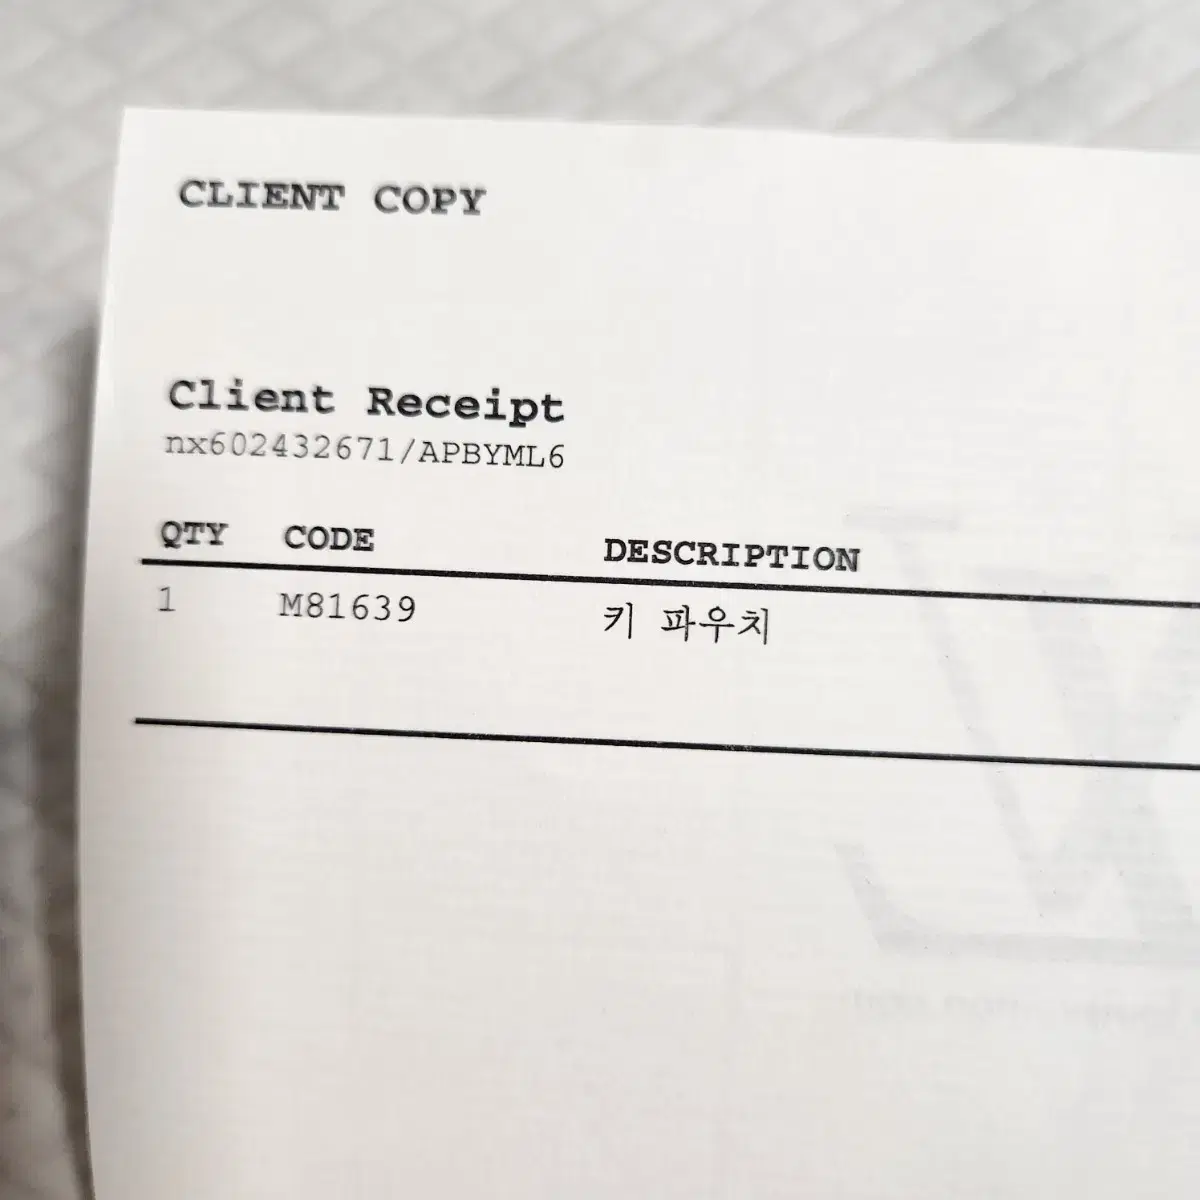 CLIENT COPY
Client Receipt
nx602432671/APBYML6
QTY CODE DESCRIPTION
1 M81639 키 파우치